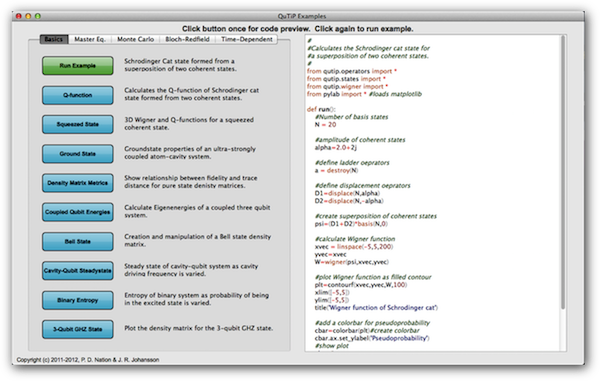 QuTiP Examples
Click button once for code preview.  Click again to run example.
Basics Master Eq. Monte Carlo Bloch-Redfield Time-Dependent
Run Example
Schrodinger Cat state formed from a
superposition of two coherent states.
Q-function
Calculates the Q-function of Schrodinger cat
state formed from two coherent states.
Squeezed State
3D Wigner and Q-functions for a squeezed
coherent state.
Ground State
Groundstate properties of an ultra-strongly
coupled atom-cavity system.
Density Matrix Metrics
Show relationship between fidelity and trace
distance for pure state density matrices.
Coupled Qubit Energies
Calculate Eigenenergies of a coupled three qubit
system.
Bell State
Creation and manipulation of a Bell state density
matrix.
Cavity-Qubit Steadystate
Steady state of cavity-qubit system as cavity
driving frequency is varied.
Binary Entropy
Entropy of binary system as probability of being
in the excited state is varied.
3-Qubit GHZ State
Plot the density matrix for the 3-qubit GHZ state.
#
#Calculates the Schrodinger cat state for
#a superposition of two coherent states.
#
from qutip.operators import *
from qutip.states import *
from qutip.wigner import *
from pylab import * #loads matplotlib
def run():
#Number of basis states
N = 20
#amplitude of coherent states
alpha=2.0+2j
#define ladder oeprators
a = destroy(N)
#define displacement oeprators
D1=displace(N,alpha)
D2=displace(N,-alpha)
#create superposition of coherent states
psi=(D1+D2)*basis(N,0)
#calculate Wigner function
xvec = linspace(-5,5,200)
yvec=xvec
W=wigner(psi,xvec,yvec)
#plot Wigner function as filled contour
plt=contourf(xvec,yvec,W,100)
xlim([-5,5])
ylim([-5,5])
title('Wigner function of Schrodinger cat')
#add a colorbar for pseudoprobability
cbar=colorbar(plt)#create colorbar
cbar.ax.set_ylabel('Pseudoprobability')
#show plot
Copyright (c) 2011-2012, P. D. Nation & J. R. Johansson